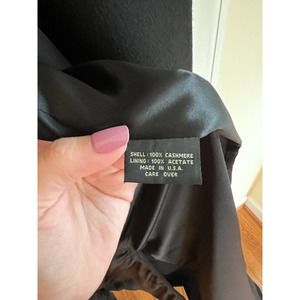 SHELL : 100% CASHMERE
LINING : 100% ACETATE
MADE IN U.S.A.
CARE OVER